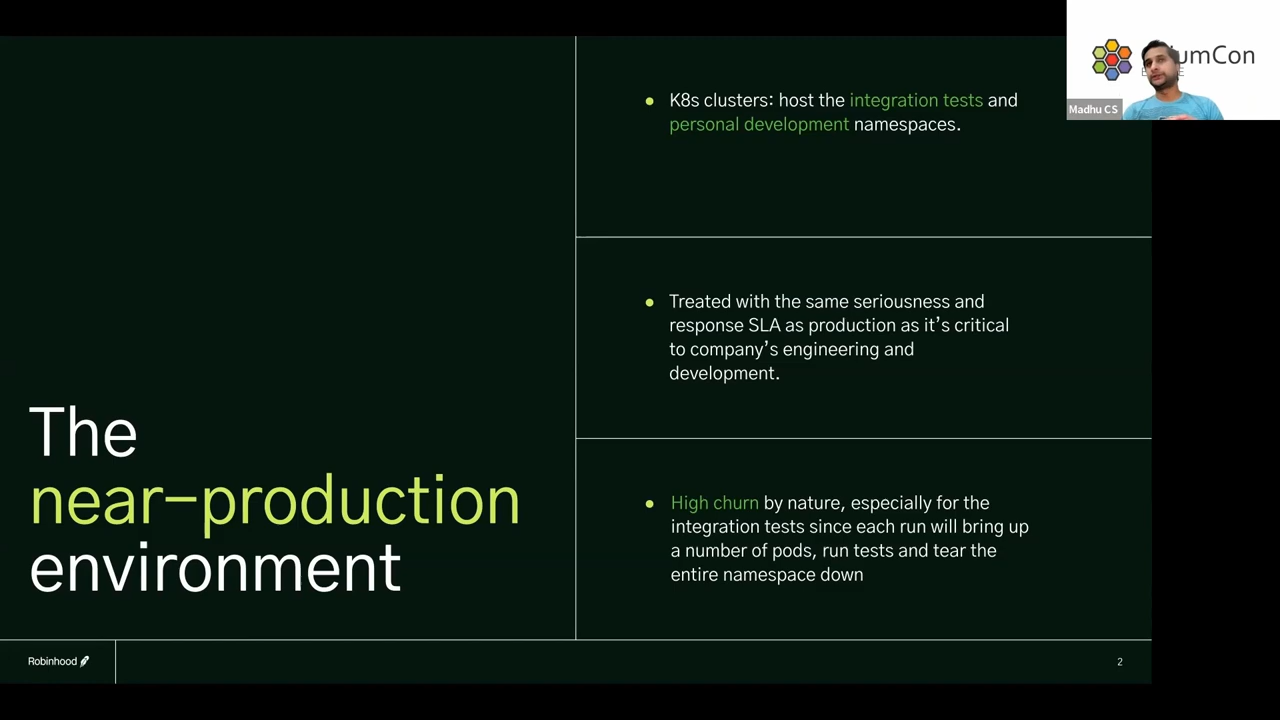 The
near-production
environment
● K8s clusters: host the integration tests and
personal development namespaces.
● Treated with the same seriousness and
response SLA as production as it's critical
to company's engineering and
development.
● High churn by nature, especially for the
integration tests since each run will bring up
a number of pods, run tests and tear the
entire namespace down
Robinhood
2
umCon
Madhu CS